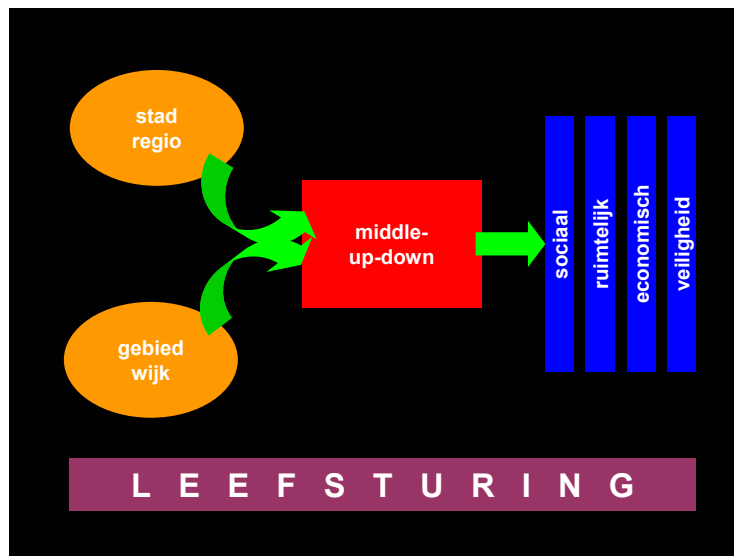 stad
regio
middle-
up-down
gebied
wijk
sociaal
ruimtelijk
economisch
veiligheid
L E E F S T U R I N G